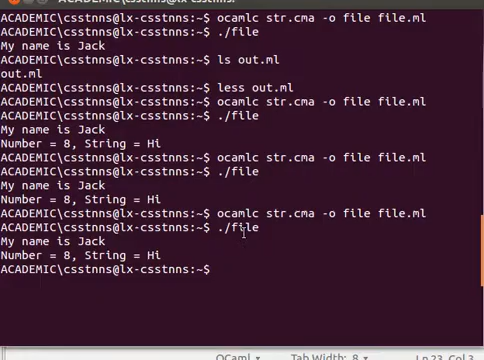 ACADEMIC\csstnns@lx-csstnns:
ACADEMIC\csstnns@lx-csstnns:~$ ocamlc str.cma -o file file.ml
ACADEMIC\csstnns@lx-csstnns:~$ ./file
My name is Jack
ACADEMIC\csstnns@lx-csstnns:~$ ls out.ml
out.ml
ACADEMIC\csstnns@lx-csstnns:~$ less out.ml
ACADEMIC\csstnns@lx-csstnns:~$ ocamlc str.cma -o file file.ml
ACADEMIC\csstnns@lx-csstnns:~$ ./file
My name is Jack
Number = 8, String = Hi
ACADEMIC\csstnns@lx-csstnns:~$ ocamlc str.cma -o file file.ml
ACADEMIC\csstnns@lx-csstnns:~$ ./file
My name is Jack
Number = 8, String = Hi
ACADEMIC\csstnns@lx-csstnns:~$ ocamlc str.cma -o file file.ml
ACADEMIC\csstnns@lx-csstnns:~$ ./file
My name is Jack
Number = 8, String = Hi
ACADEMIC\csstnns@lx-csstnns:~$
OCaml Tab Width: 8 Ln 23, Col 3